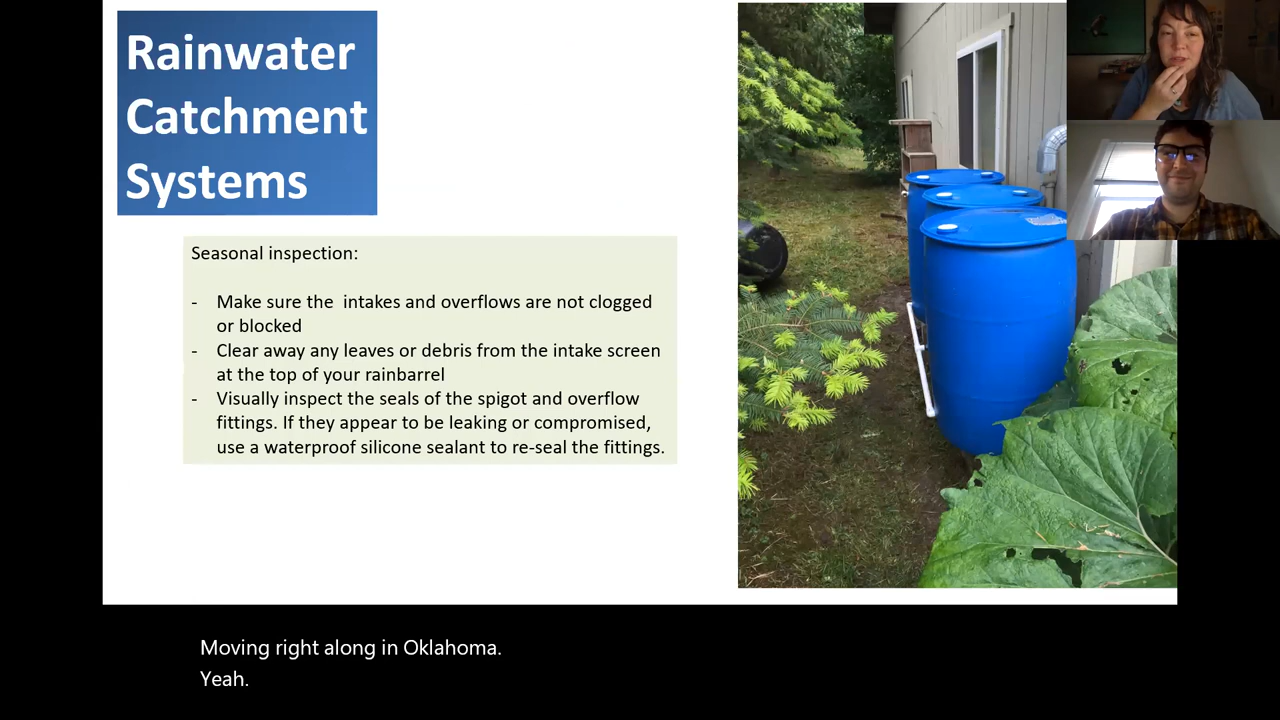 Rainwater
Catchment
Systems
Seasonal inspection:
- Make sure the intakes and overflows are not clogged
or blocked
- Clear away any leaves or debris from the intake screen
at the top of your rainbarrel
- Visually inspect the seals of the spigot and overflow
fittings. If they appear to be leaking or compromised,
use a waterproof silicone sealant to re-seal the fittings.
Moving right along in Oklahoma.
Yeah.